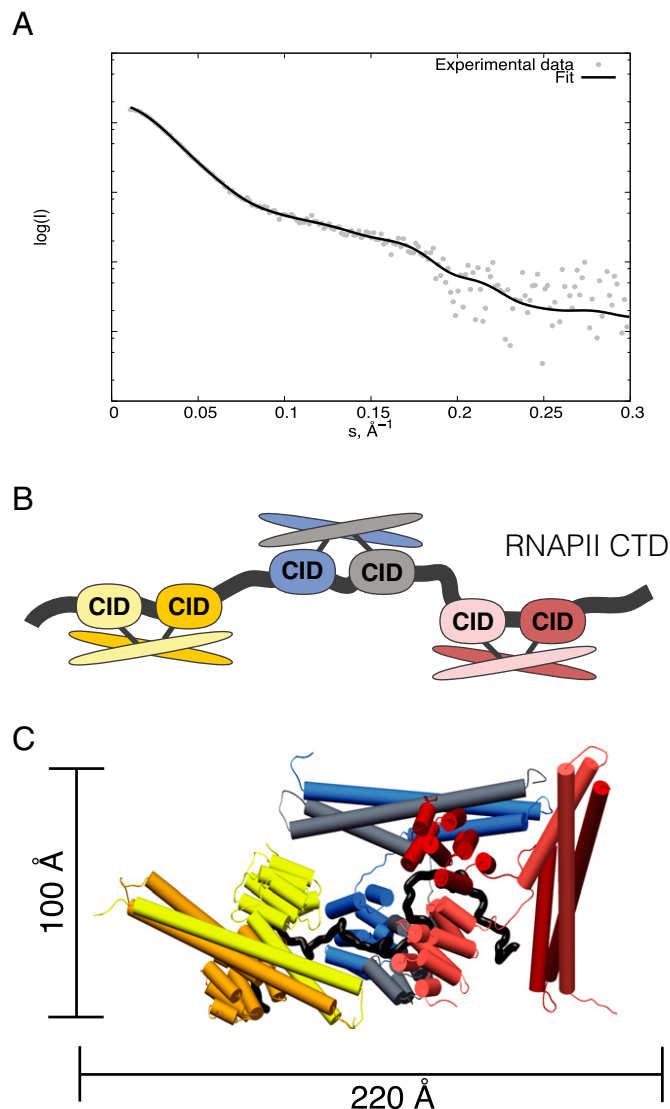 A
Experimental data
Fit
log(I)
0 0.05 0.1 0.15 0.2 0.25 0.3
s, Å⁻¹
B
RNAPII CTD
CID CID
CID CID
CID CID
C
100 Å
220 Å